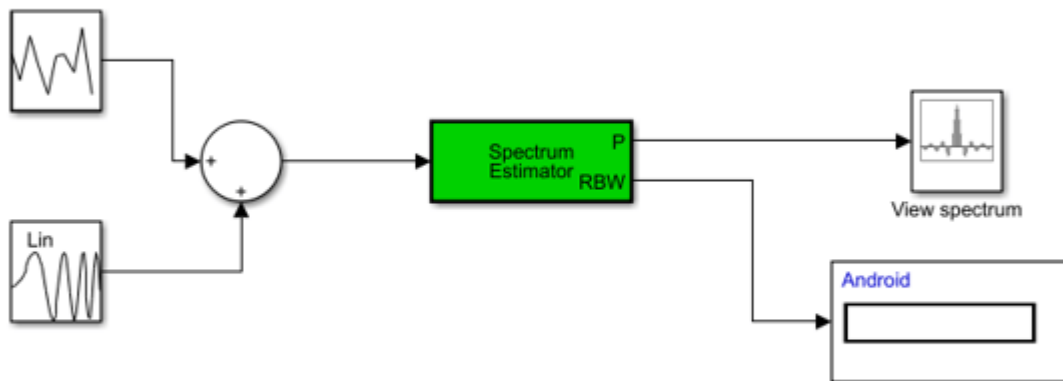 +
+
Lin
Spectrum
Estimator
P
RBW
View spectrum
Android